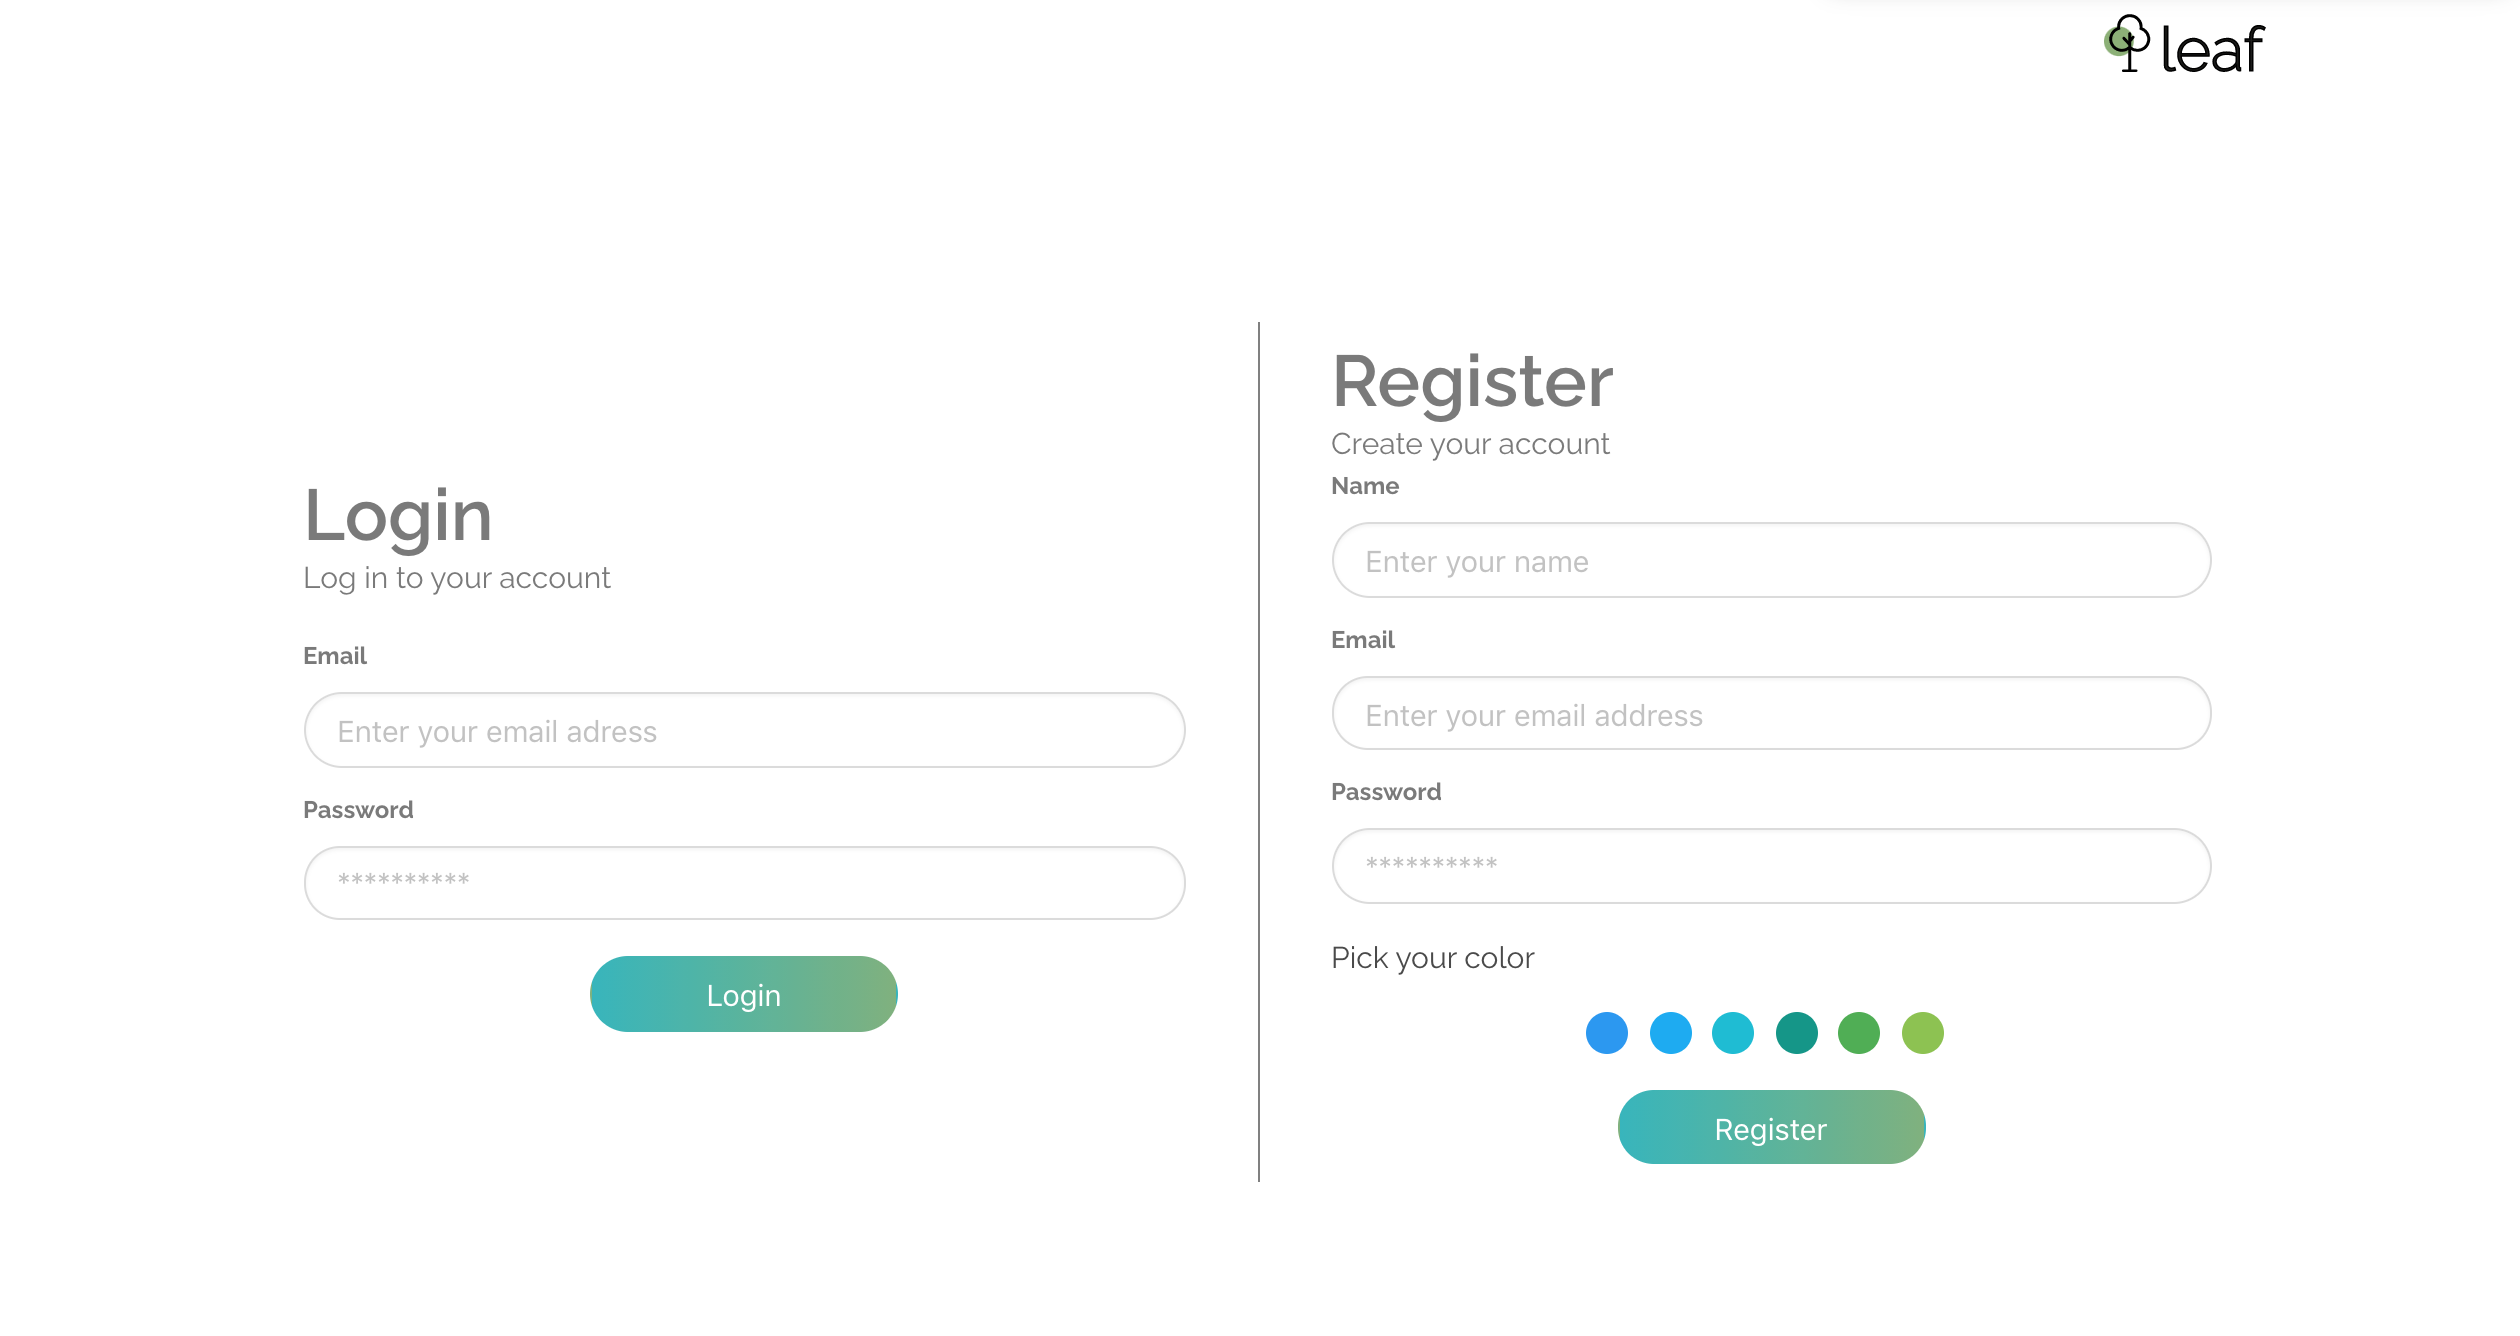 leaf
Login
Log in to your account
Email
Enter your email adress
Password
**********
Login
Register
Create your account
Name
Enter your name
Email
Enter your email address
Password
**********
Pick your color
Register